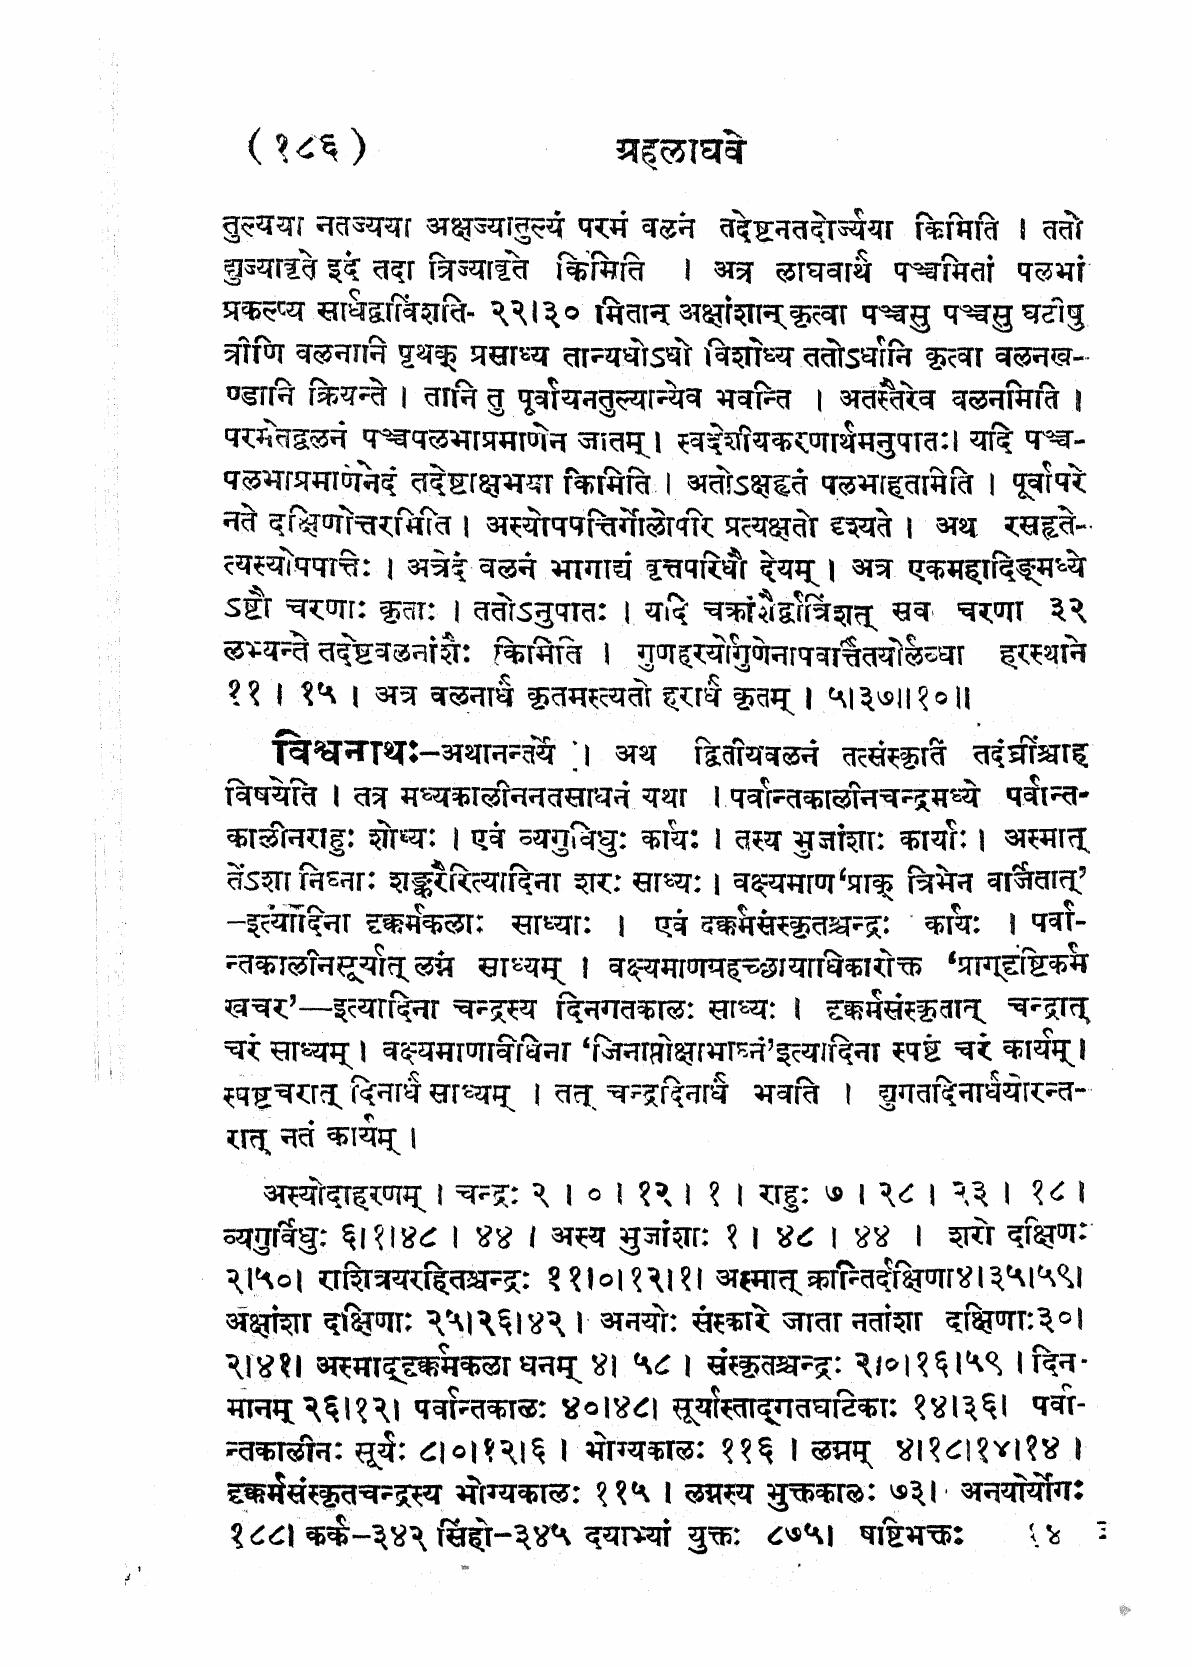 ( १८६ ) ग्रहलाघवे
तुल्यया नतज्यया अक्षज्यातुल्यं परमं वलनं तदेष्टनतदोर्ज्यया किमिति । ततो
द्युज्यावृत्ते इदं तदा त्रिज्यावृत्ते किमिति । अत्र लाघवार्थं पञ्चमितां पलभां
प्रकल्प्य सार्धद्वाविंशति- २२।३० मितान् अक्षांशान् कृत्वा पञ्चसु पञ्चसु घटीषु
त्रीणि वलनानि पृथक् प्रसाध्य तान्यधोऽधो विशोध्य ततोऽर्धानि कृत्वा वलनख-
ण्डानि क्रियन्ते । तानि तु पूर्वायनतुल्यान्येव भवन्ति । अतस्तैरेव वलनमिति ।
परमेतद्वलनं पञ्चपलभाप्रमाणेन जातम् । स्वदेशीयकरणार्थमनुपातः। यदि पञ्च-
पलभाप्रमाणेनेदं तदेष्टाक्षभया किमिति । अतोऽक्षहृतं पलभाहतामिति । पूर्वापरे
नते दक्षिणोत्तरमिति । अस्योपपत्तिर्गोलोपरि प्रत्यक्षतो दृश्यते । अथ रसहृते-
त्यस्योपपात्तिः । अत्रेदं वलनं भागाद्यं वृत्तपरिधौ देयम् । अत्र एकमहादिङ्मध्ये
ऽष्टौ चरणाः कृताः । ततोऽनुपातः । यदि चक्रांशैर्द्वात्रिंशत् सव चरणा ३२
लभ्यन्ते तदेष्टवलनांशैः किमिति । गुणहरयोर्गुणेनापवर्त्तितयोर्लब्धा हरस्थाने
११ । १५ । अत्र वलनार्धं कृतमस्त्यतो हरार्धं कृतम् । ५।३७॥१०॥
विश्वनाथः–अथानन्तर्ये । अथ द्वितीयवलनं तत्संस्कृतिं तदंघ्रींश्चाह
विषयेति । तत्र मध्यकालीननतसाधनं यथा । पर्वान्तकालीनचन्द्रमध्ये पर्वान्त-
कालीनराहुः शोध्यः । एवं व्यगुविधुः कार्यः । तस्य भुजांशाः कार्याः । अस्मात्
तेंऽशा निघ्नाः शङ्करैरित्यादिना शरः साध्यः । वक्ष्यमाण‘प्राक् त्रिभेन वार्जितात्’
–इत्यादिना दृक्कर्मकलाः साध्याः । एवं दक्कर्मसंस्कृतश्चन्द्रः कार्यः । पर्वा-
न्तकालीनसूर्यात् लग्नं साध्यम् । वक्ष्यमाणग्रहच्छायाधिकारोक्त ‘प्राग्दृष्टिकर्म
खचर’—इत्यादिना चन्द्रस्य दिनगतकालः साध्यः । दृक्कर्मसंस्कृतात् चन्द्रात्
चरं साध्यम् । वक्ष्यमाणविधिना ‘जिनाप्तोक्षाभाघ्नं’इत्यादिना स्पष्टं चरं कार्यम् ।
स्पष्टचरात् दिनार्धं साध्यम् । तत् चन्द्रदिनार्धं भवति । द्युगतदिनार्धयोरन्त-
रात् नतं कार्यम् ।
अस्योदाहरणम् । चन्द्रः २ । ० । १२ । १ । राहुः ७ । २८ । २३ । १८ ।
व्यगुर्विधुः ६।१।४८ । ४४ । अस्य भुजांशाः १ । ४८ । ४४ । शरो दक्षिणः
२।५०। राशित्रयरहितश्चन्द्रः ११।०।१२।१। अस्मात् क्रान्तिर्दक्षिणा४।३५।५९।
अक्षांशा दक्षिणाः २५।२६।४२ । अनयोः संस्कारे जाता नतांशा दक्षिणाः३०।
२।४१। अस्माद्दृक्कर्मकला धनम् ४। ५८ । संस्कृतश्चन्द्रः २।०।१६।५९ । दिन-
मानम् २६।१२। पर्वान्तकालः ४०।४८। सूर्यास्ताद्गतघटिकाः १४।३६। पर्वा-
न्तकालीनः सूर्यः ८।०।१२।६ । भोग्यकालः ११६ । लग्नम् ४।१८।१४।१४ ।
दृक्कर्मसंस्कृतचन्द्रस्य भोग्यकालः ११५ । लग्नस्य भुक्तकालः ७३। अनयोर्योगः
१८८। कर्क–३४२ सिंहो–३४५ दयाभ्यां युक्तः ८७५। षष्टिभक्तः १४